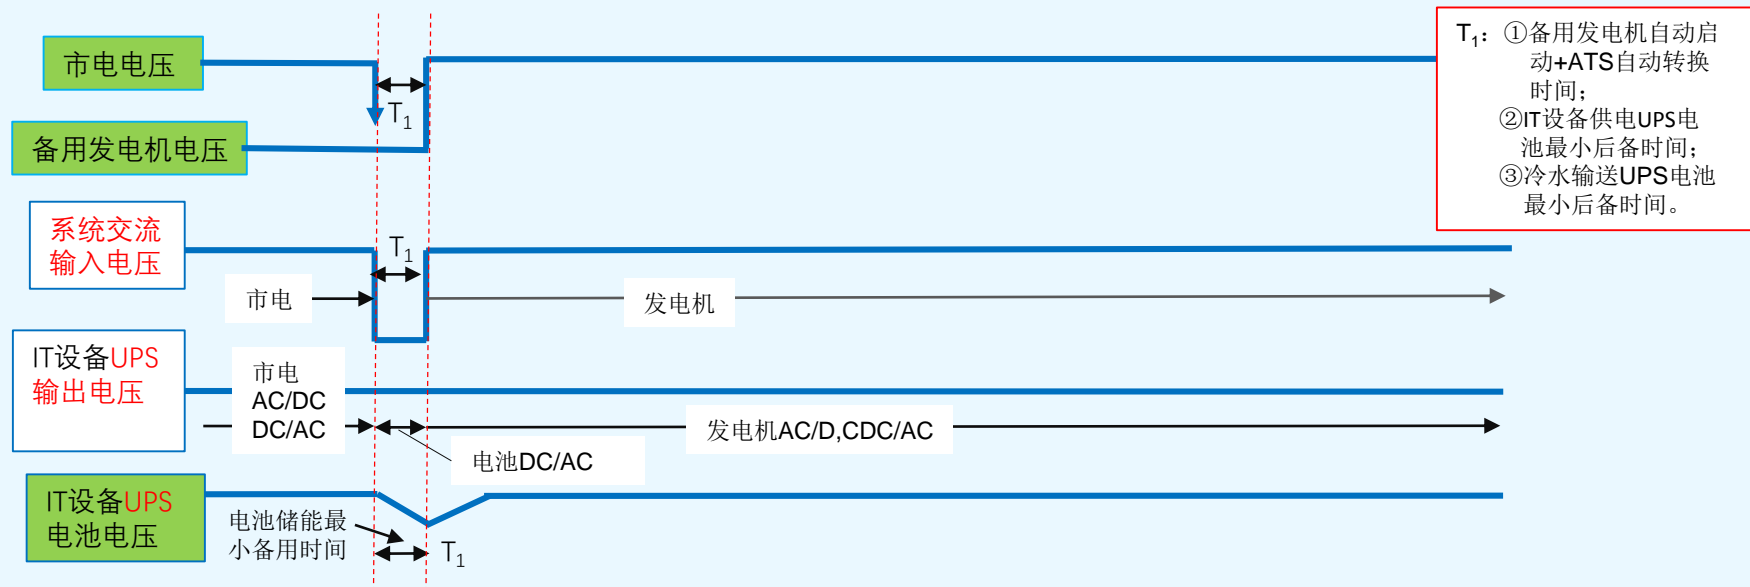 市电电压
T1
备用发电机电压
T1：①备用发电机自动启
动+ATS自动转换
时间；
②IT设备供电UPS电
池最小后备时间；
③冷水输送UPS电池
最小后备时间。
系统交流
输入电压
T1
市电
发电机
IT设备UPS
输出电压
市电
AC/DC
DC/AC
发电机AC/D,CDC/AC
电池DC/AC
IT设备UPS
电池电压
电池储能最
小备用时间
T1